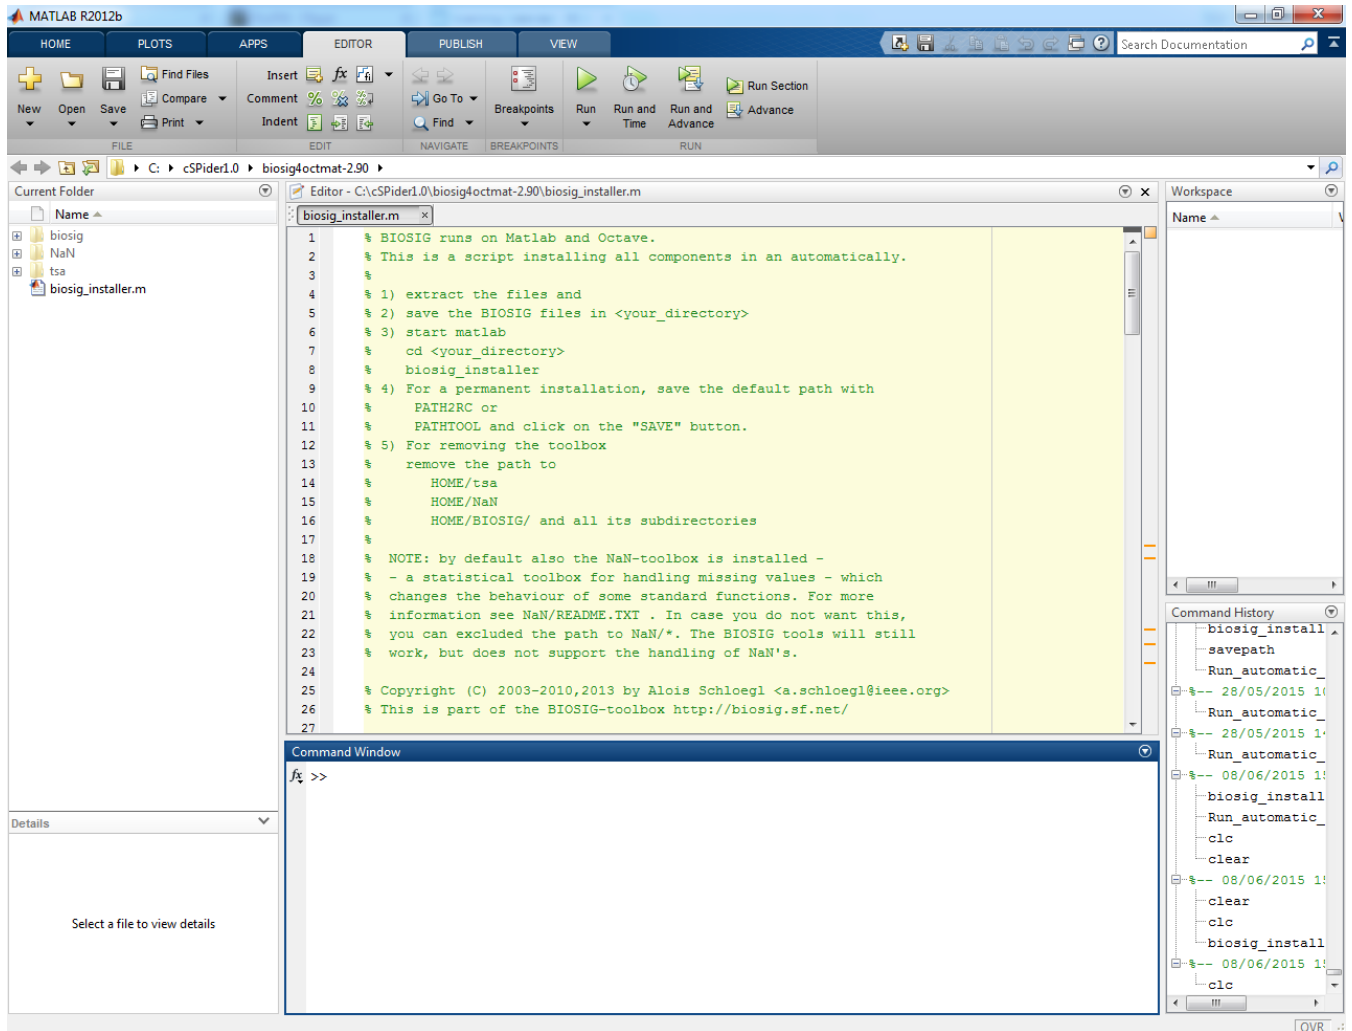 MATLAB R2012b
HOME PLOTS APPS EDITOR PUBLISH VIEW Search Documentation
New Open Save Find Files Compare Print
FILE
Insert Comment Indent
EDIT
Go To Find
NAVIGATE
Breakpoints
BREAKPOINTS
Run Run and Time Run and Advance Run Section Advance
RUN
C: cSPider1.0 biosig4octmat-2.90
Current Folder
Name
biosig
NaN
tsa
biosig_installer.m
Details
Select a file to view details
Editor - C:\cSPider1.0\biosig4octmat-2.90\biosig_installer.m
biosig_installer.m
1 % BIOSIG runs on Matlab and Octave.
2 % This is a script installing all components in an automatically.
3 %
4 % 1) extract the files and
5 % 2) save the BIOSIG files in <your_directory>
6 % 3) start matlab
7 % cd <your_directory>
8 % biosig_installer
9 % 4) For a permanent installation, save the default path with
10 % PATH2RC or
11 % PATHTOOL and click on the "SAVE" button.
12 % 5) For removing the toolbox
13 % remove the path to
14 % HOME/tsa
15 % HOME/NaN
16 % HOME/BIOSIG/ and all its subdirectories
17 %
18 % NOTE: by default also the NaN-toolbox is installed -
19 % - a statistical toolbox for handling missing values - which
20 % changes the behaviour of some standard functions. For more
21 % information see NaN/README.TXT . In case you do not want this,
22 % you can excluded the path to NaN/*. The BIOSIG tools will still
23 % work, but does not support the handling of NaN's.
24
25 % Copyright (C) 2003-2010,2013 by Alois Schloegl <a.schloegl@ieee.org>
26 % This is part of the BIOSIG-toolbox http://biosig.sf.net/
27
Command Window
fx >>
Workspace
Name
Command History
biosig_install
savepath
Run_automatic_
%-- 28/05/2015 1
Run_automatic_
%-- 28/05/2015 1
Run_automatic_
%-- 08/06/2015 1
biosig_install
Run_automatic_
clc
clear
%-- 08/06/2015 1
clear
clc
biosig_install
%-- 08/06/2015 1
clc
OVR